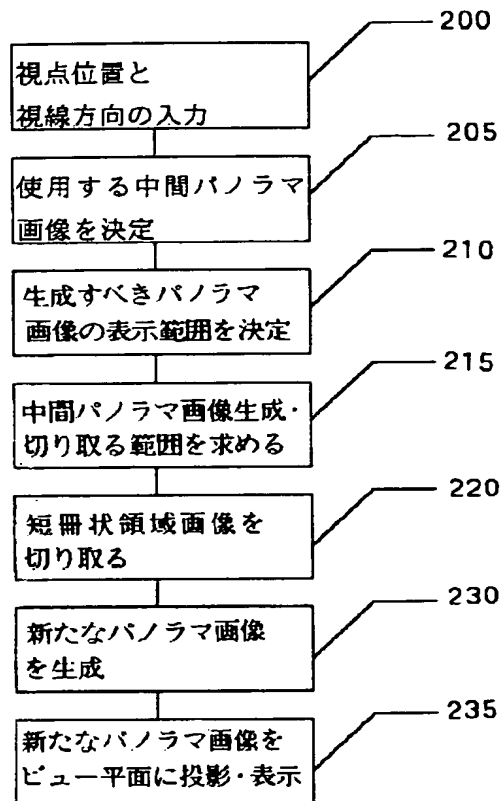 200
視点位置と
視線方向の入力
205
使用する中間パノラマ
画像を決定
210
生成すべきパノラマ
画像の表示範囲を決定
215
中間パノラマ画像生成・
切り取る範囲を求める
220
短冊状領域画像を
切り取る
230
新たなパノラマ画像
を生成
235
新たなパノラマ画像を
ビュー平面に投影・表示